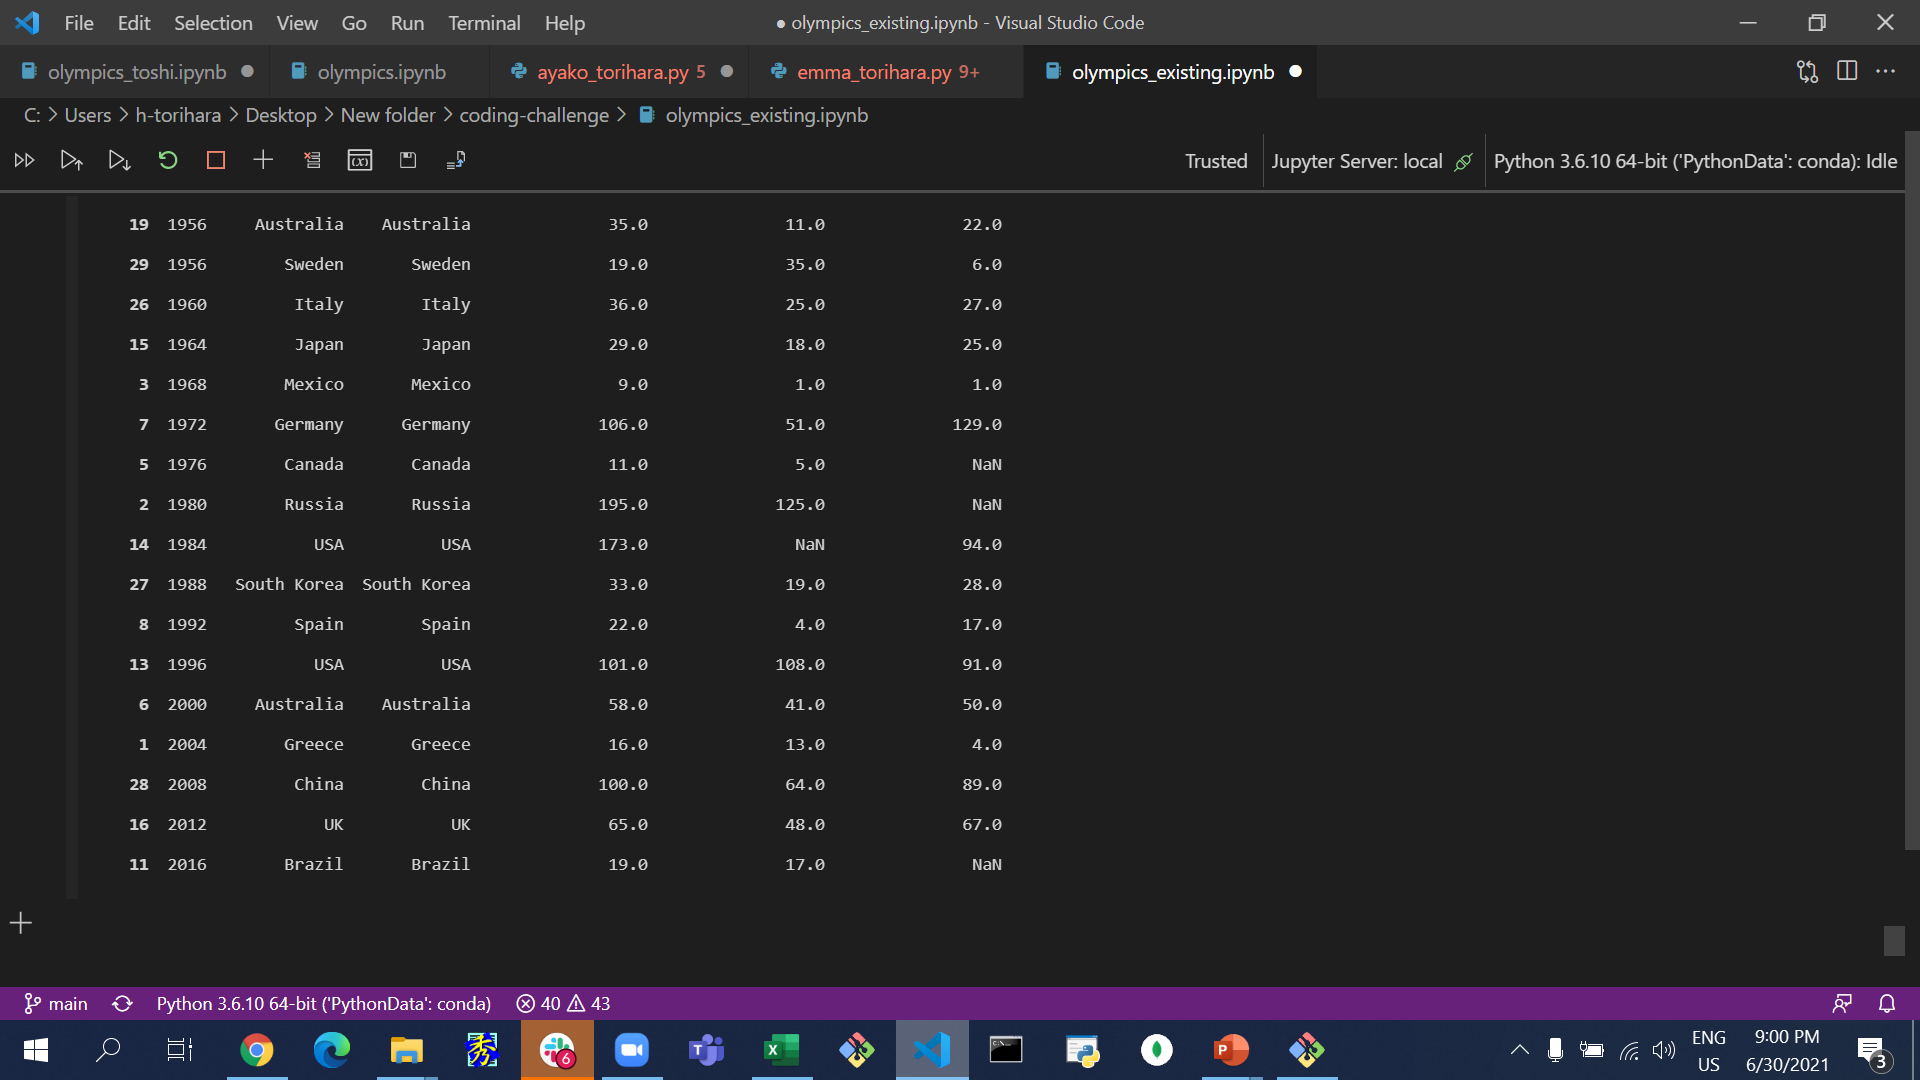 File Edit Selection View Go Run Terminal Help ● olympics_existing.ipynb - Visual Studio Code
olympics_toshi.ipynb olympics.ipynb ayako_torihara.py 5 emma_torihara.py 9+ olympics_existing.ipynb
C: > Users > h-torihara > Desktop > New folder > coding-challenge > olympics_existing.ipynb
Trusted Jupyter Server: local Python 3.6.10 64-bit ('PythonData': conda): Idle
19 1956 Australia Australia 35.0 11.0 22.0
29 1956 Sweden Sweden 19.0 35.0 6.0
26 1960 Italy Italy 36.0 25.0 27.0
15 1964 Japan Japan 29.0 18.0 25.0
3 1968 Mexico Mexico 9.0 1.0 1.0
7 1972 Germany Germany 106.0 51.0 129.0
5 1976 Canada Canada 11.0 5.0 NaN
2 1980 Russia Russia 195.0 125.0 NaN
14 1984 USA USA 173.0 NaN 94.0
27 1988 South Korea South Korea 33.0 19.0 28.0
8 1992 Spain Spain 22.0 4.0 17.0
13 1996 USA USA 101.0 108.0 91.0
6 2000 Australia Australia 58.0 41.0 50.0
1 2004 Greece Greece 16.0 13.0 4.0
28 2008 China China 100.0 64.0 89.0
16 2012 UK UK 65.0 48.0 67.0
11 2016 Brazil Brazil 19.0 17.0 NaN
main Python 3.6.10 64-bit ('PythonData': conda) 40 43
秀 6 ENG 9:00 PM
US 6/30/2021 3